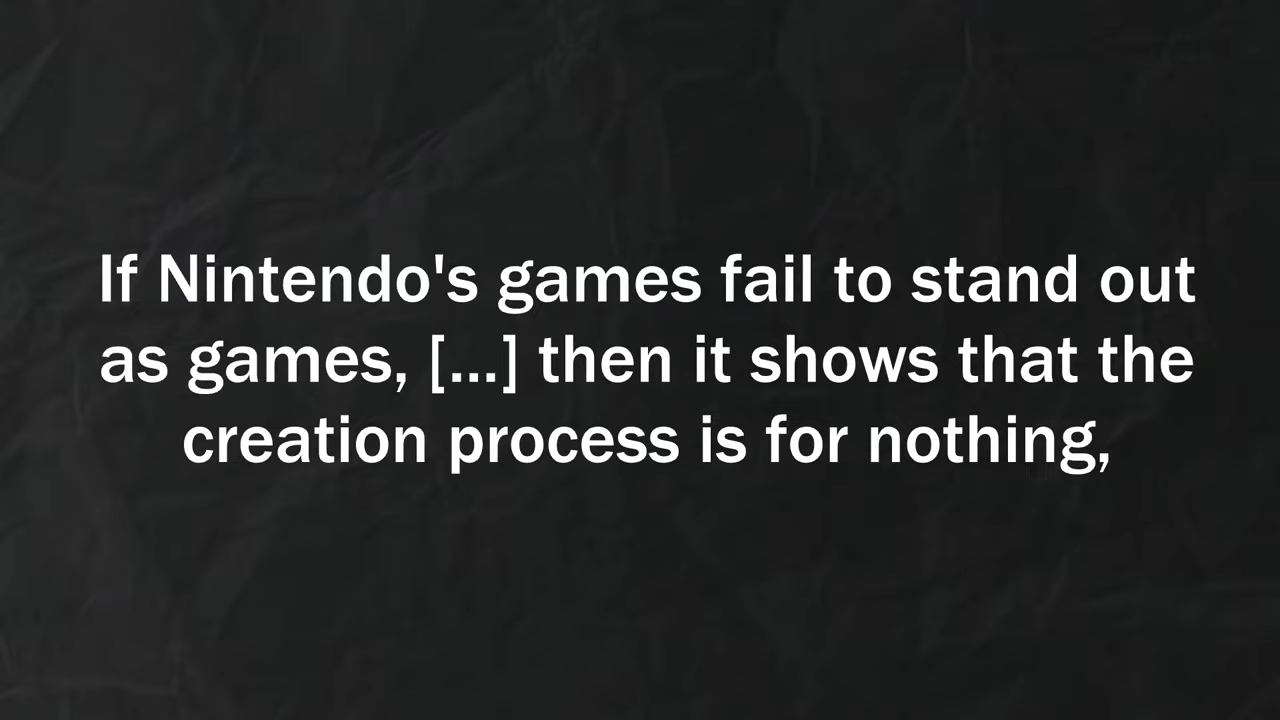 If Nintendo's games fail to stand out
as games, [...] then it shows that the
creation process is for nothing,